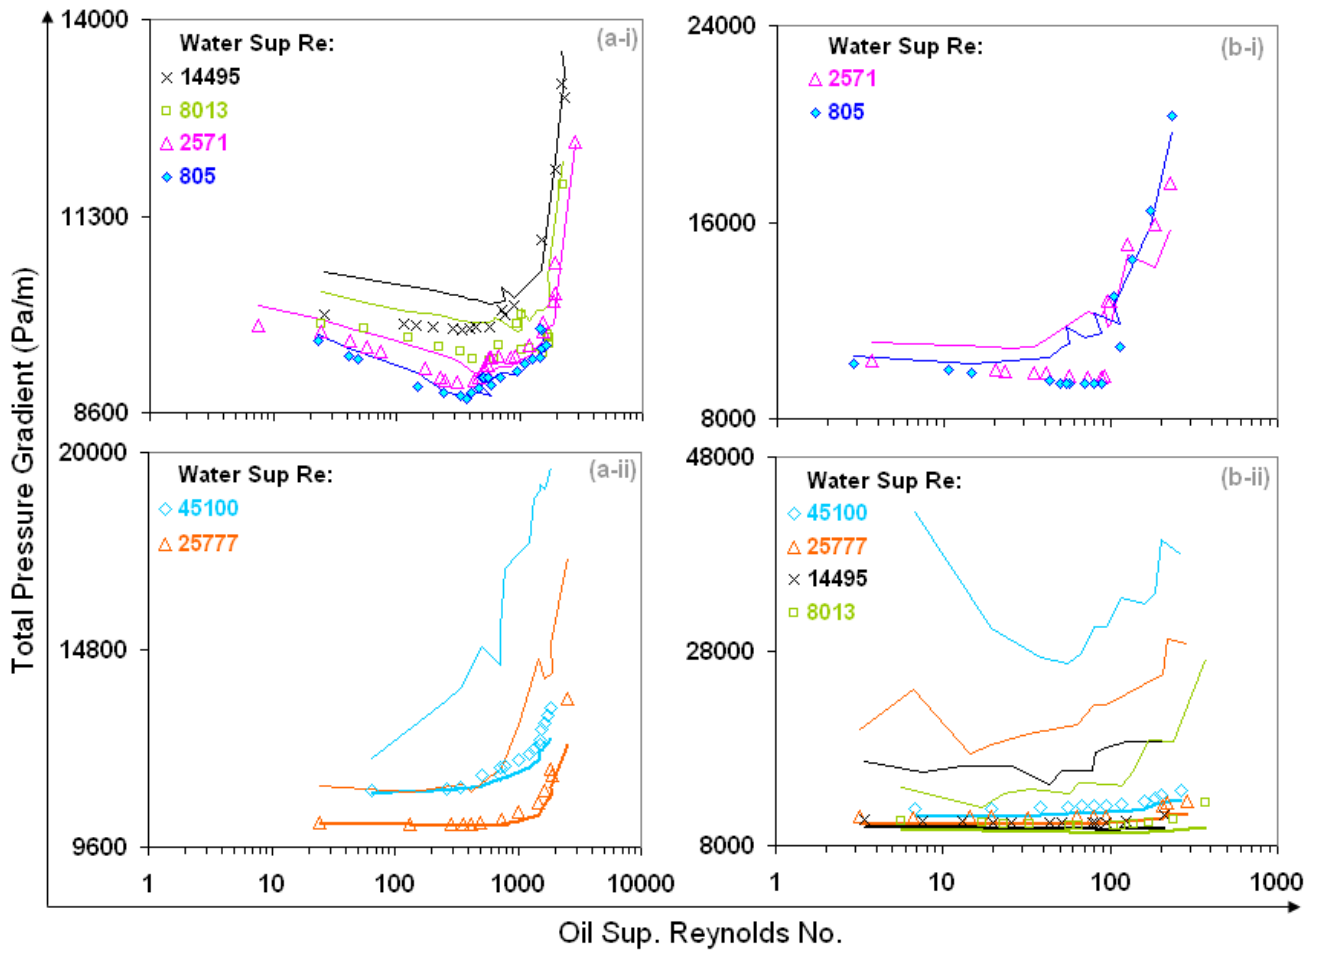 Total Pressure Gradient (Pa/m)
14000
11300
8600
Water Sup Re:
14495
8013
2571
805
(a-i)
24000
16000
8000
Water Sup Re:
2571
805
(b-i)
20000
14800
9600
Water Sup Re:
45100
25777
(a-ii)
1 10 100 1000 10000
48000
28000
8000
Water Sup Re:
45100
25777
14495
8013
(b-ii)
1 10 100 1000
Oil Sup. Reynolds No.